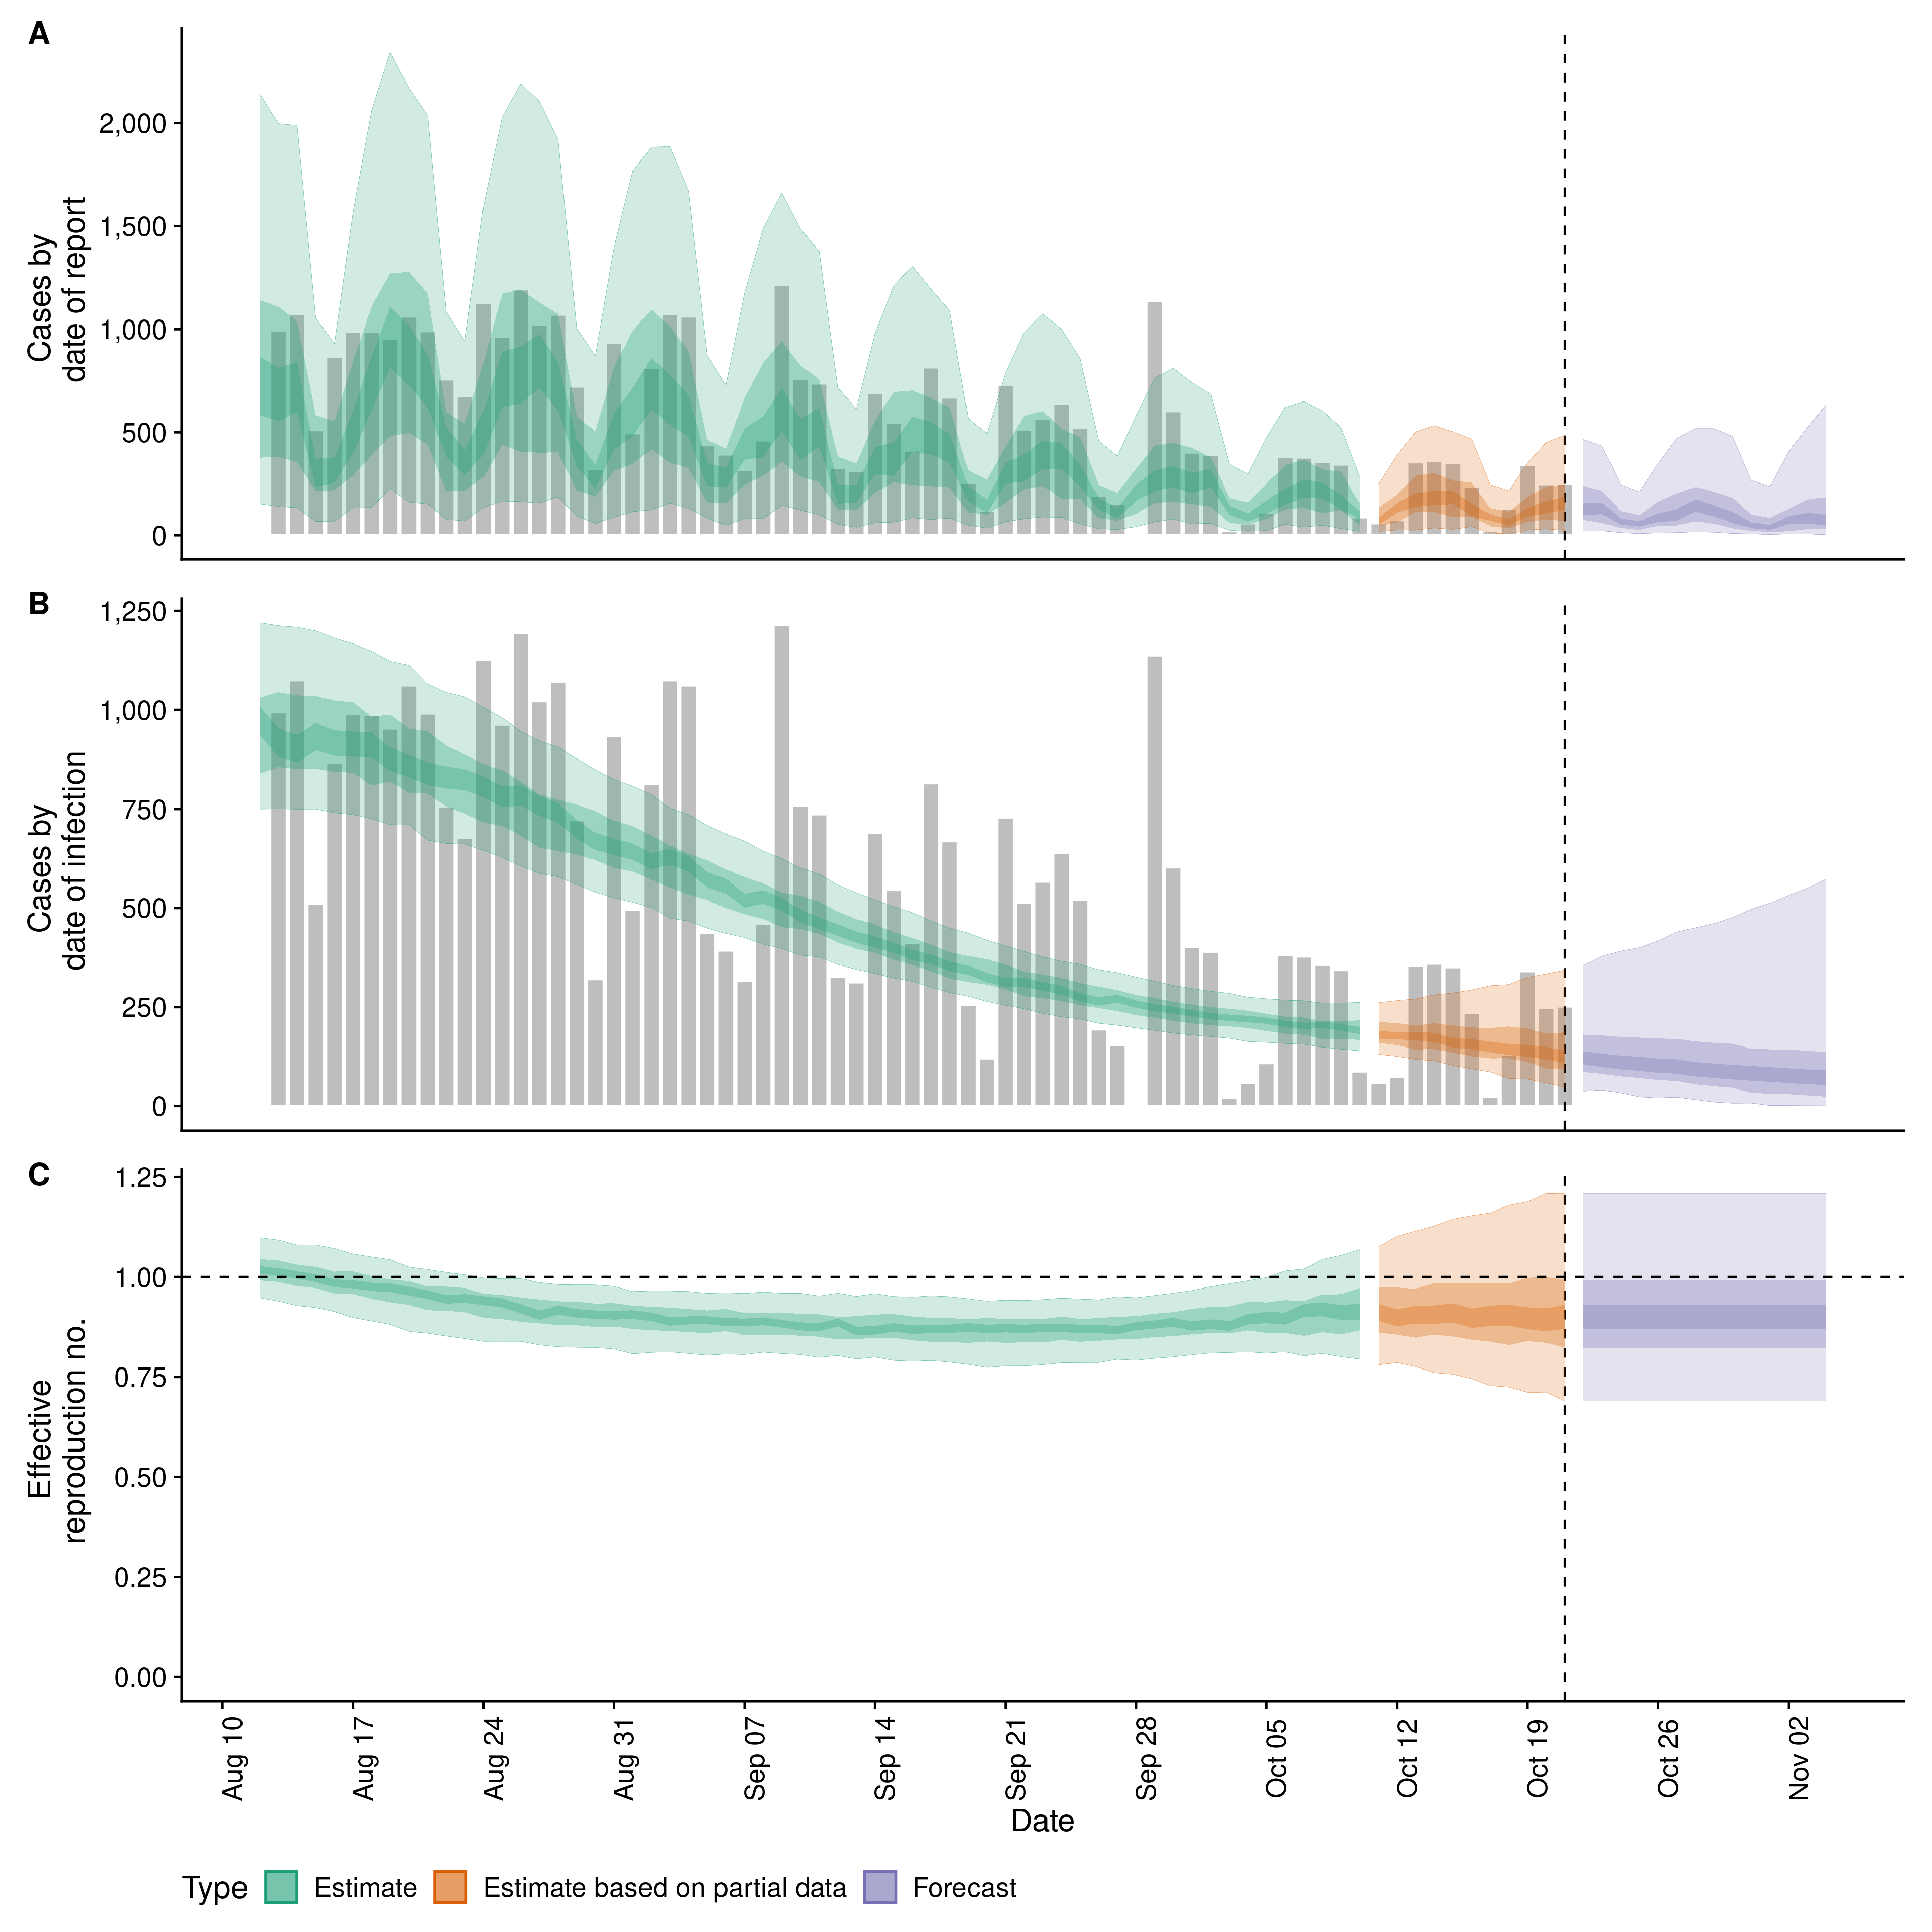 A
2,000
1,500
1,000
500
0
Cases by
date of report
B
1,250
1,000
750
500
250
0
Cases by
date of infection
C
1.25
1.00
0.75
0.50
0.25
0.00
Effective
reproduction no.
Aug 10
Aug 17
Aug 24
Aug 31
Sep 07
Sep 14
Sep 21
Sep 28
Oct 05
Oct 12
Oct 19
Oct 26
Nov 02
Date
Type Estimate Estimate based on partial data Forecast